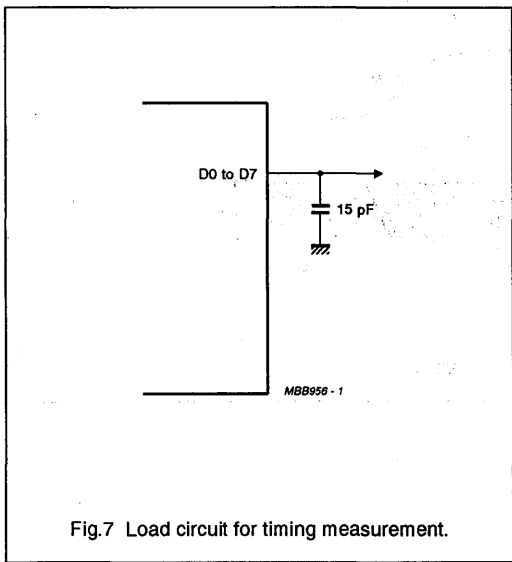 D0 to D7
15 pF
MBB956 - 1
Fig.7 Load circuit for timing measurement.